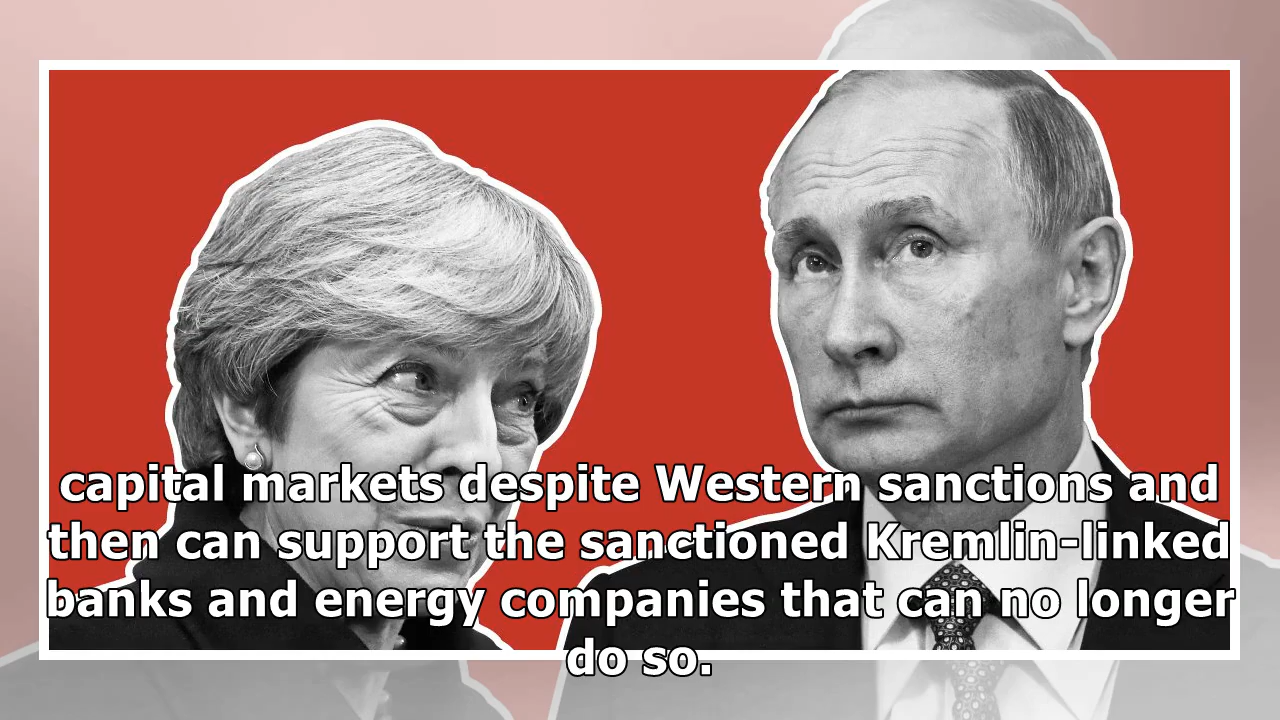 capital markets despite Western sanctions and
then can support the sanctioned Kremlin-linked
banks and energy companies that can no longer
do so.